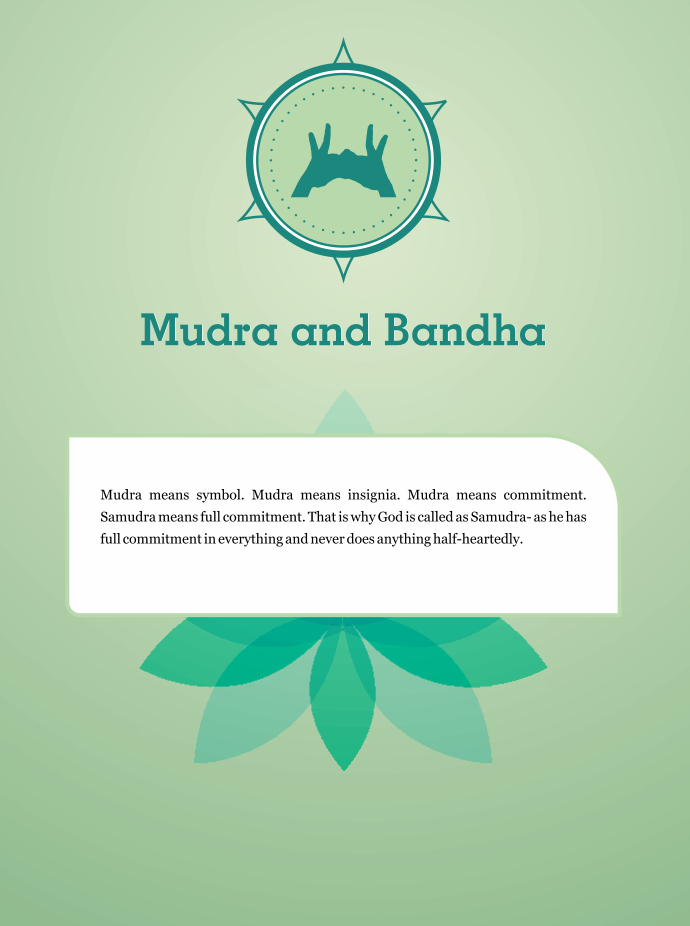 Mudra and Bandha
Mudra means symbol. Mudra means insignia. Mudra means commitment.
Samudra means full commitment. That is why God is called as Samudra- as he has
full commitment in everything and never does anything half-heartedly.